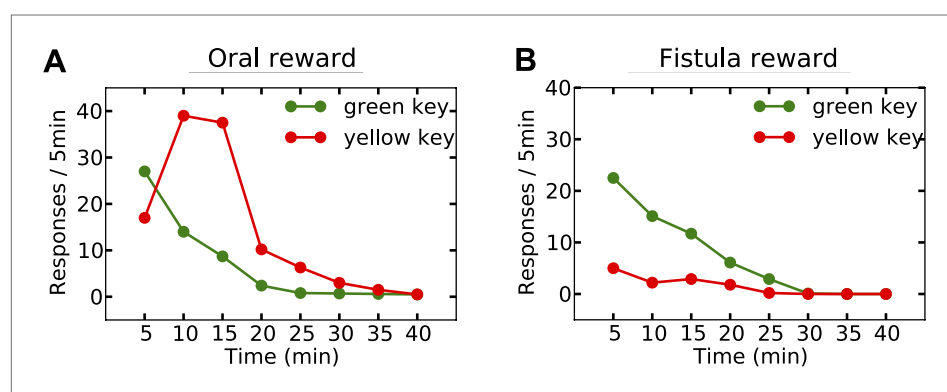 A
Oral reward
green key
yellow key
Responses / 5min
40
30
20
10
0
5 10 15 20 25 30 35 40
Time (min)
B
Fistula reward
green key
yellow key
Responses / 5min
40
30
20
10
0
5 10 15 20 25 30 35 40
Time (min)